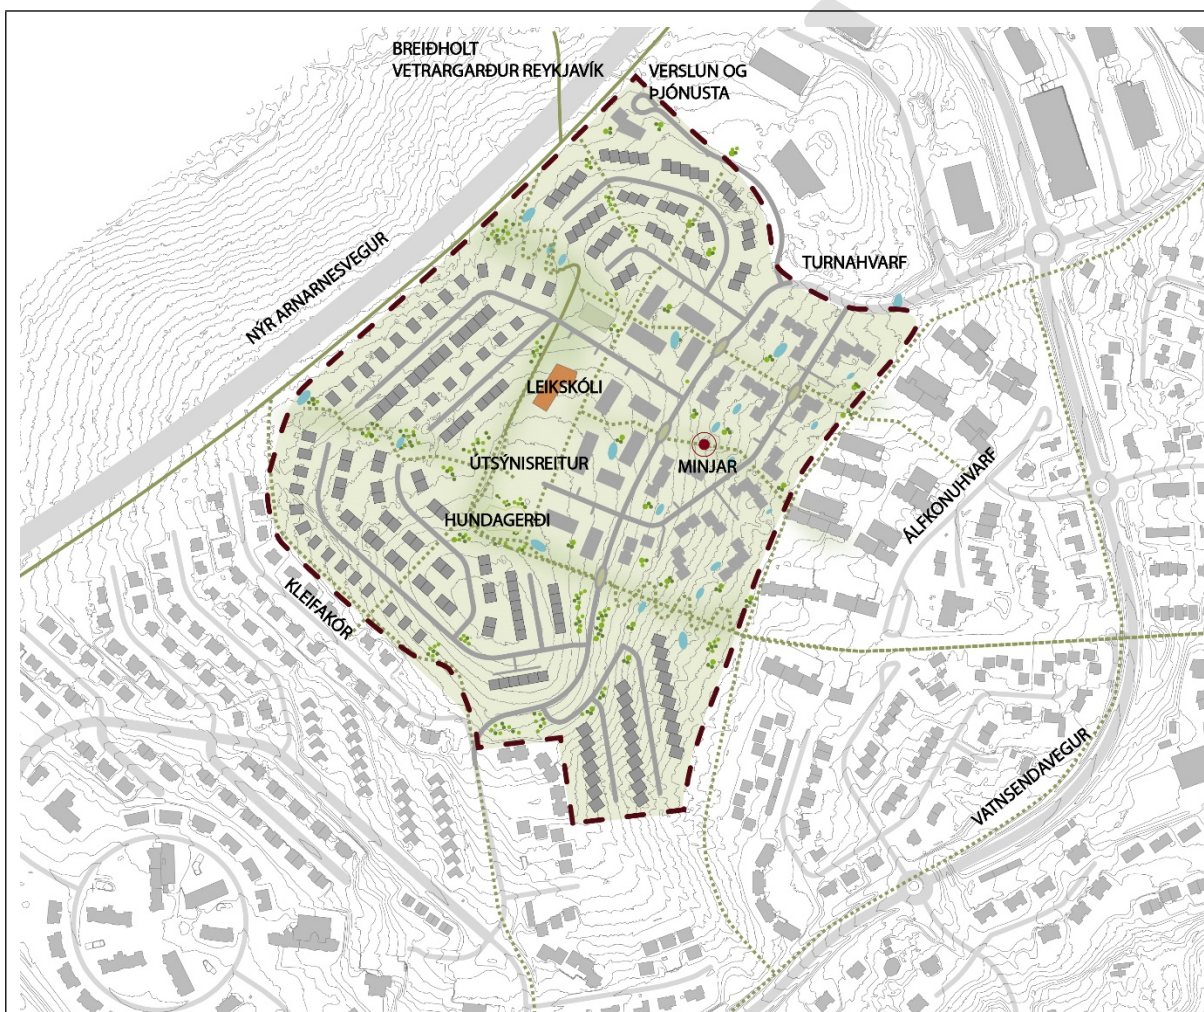 BREIÐHOLT
VETRARGARÐUR REYKJAVÍK
VERSLUN OG
ÞJÓNUSTA
NÝR ARNARNESVEGUR
TURNAHVARF
LEIKSKÓLI
ÚTSÝNISREITUR
MINJAR
HUNDAGERÐI
ÁLFKONUHVARF
KLEIFAKÓR
VATNSENDAVEGUR